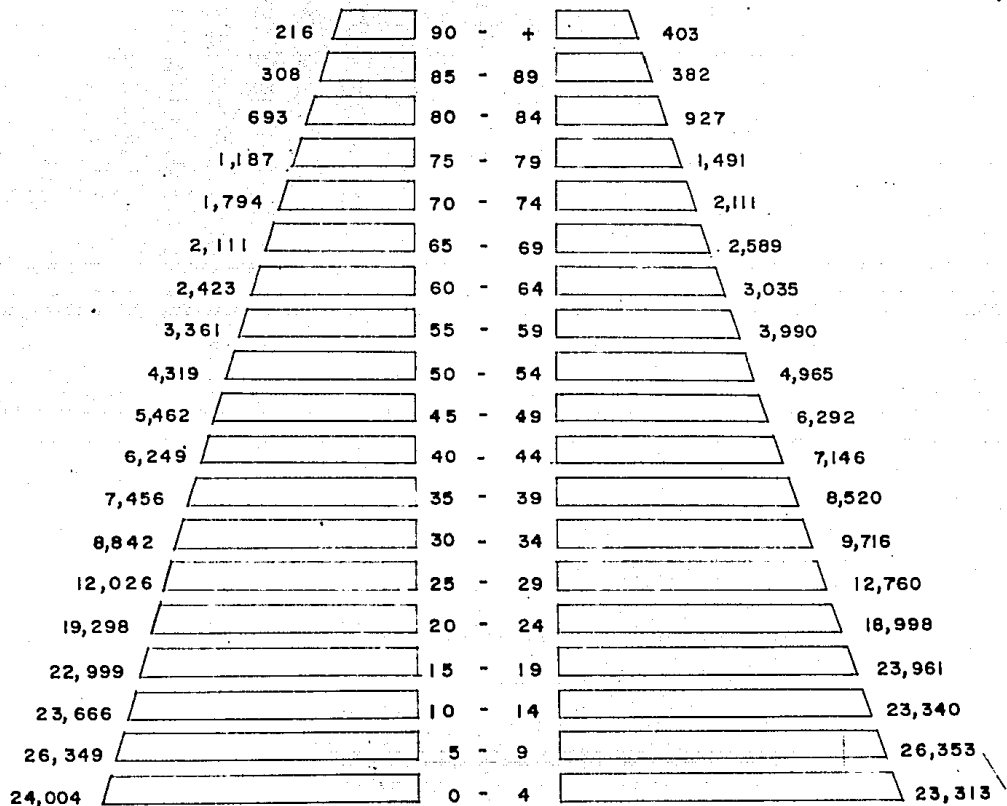 216 90 - + 403
308 85 - 89 382
693 80 - 84 927
1,187 75 - 79 1,491
1,794 70 - 74 2,111
2,111 65 - 69 2,589
2,423 60 - 64 3,035
3,361 55 - 59 3,990
4,319 50 - 54 4,965
5,462 45 - 49 6,292
6,249 40 - 44 7,146
7,456 35 - 39 8,520
8,842 30 - 34 9,716
12,026 25 - 29 12,760
19,298 20 - 24 18,998
22,999 15 - 19 23,961
23,666 10 - 14 23,340
26,349 5 - 9 26,353
24,004 0 - 4 23,313